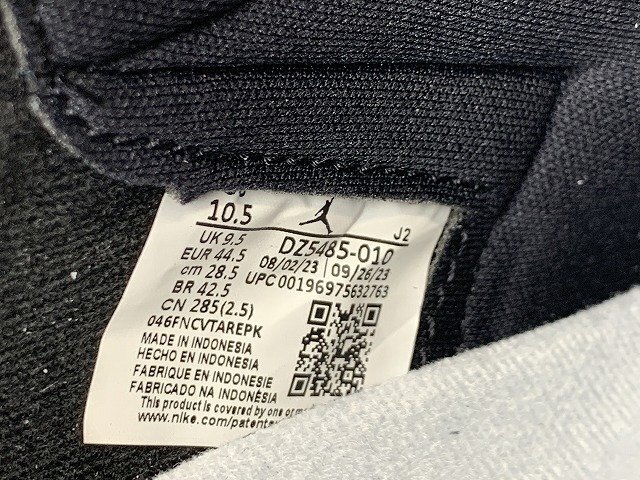 10.5
J2
UK 9.5 DZ5485-010
EUR 44.5 08/02/23 | 09/26/23
cm 28.5 UPC 00196975632763
BR 42.5
CN 285(2.5)
046FNCVTAREPK
MADE IN INDONESIA
HECHO EN INDONESIA
FABRIQUE EN INDONESIE
FABRICADO NA INDONÉSIA
This product is covered by one or
www.nike.com/patents